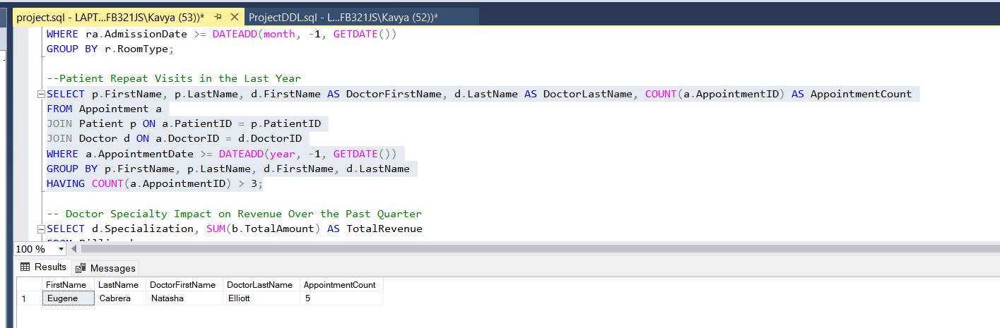 project.sql - LAPT...FB321JS\Kavya (53))* ProjectDDL.sql - L...FB321JS\Kavya (52))*
WHERE ra.AdmissionDate >= DATEADD(month, -1, GETDATE())
GROUP BY r.RoomType;
--Patient Repeat Visits in the Last Year
SELECT p.FirstName, p.LastName, d.FirstName AS DoctorFirstName, d.LastName AS DoctorLastName, COUNT(a.AppointmentID) AS AppointmentCount
FROM Appointment a
JOIN Patient p ON a.PatientID = p.PatientID
JOIN Doctor d ON a.DoctorID = d.DoctorID
WHERE a.AppointmentDate >= DATEADD(year, -1, GETDATE())
GROUP BY p.FirstName, p.LastName, d.FirstName, d.LastName
HAVING COUNT(a.AppointmentID) > 3;
-- Doctor Specialty Impact on Revenue Over the Past Quarter
SELECT d.Specialization, SUM(b.TotalAmount) AS TotalRevenue
100 %
Results Messages
FirstName LastName DoctorFirstName DoctorLastName AppointmentCount
1 Eugene Cabrera Natasha Elliott 5